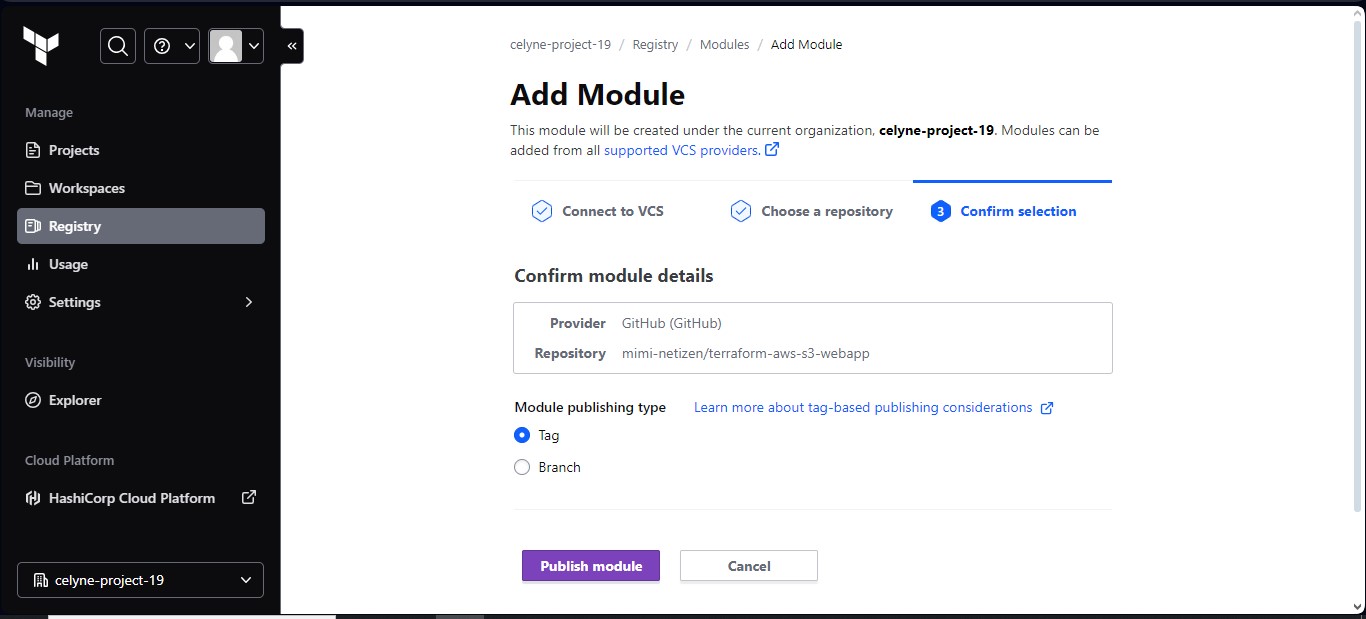 Manage
Projects
Workspaces
Registry
Usage
Settings
Visibility
Explorer
Cloud Platform
HashiCorp Cloud Platform
celyne-project-19
celyne-project-19 / Registry / Modules / Add Module
Add Module
This module will be created under the current organization, celyne-project-19. Modules can be
added from all supported VCS providers.
Connect to VCS
Choose a repository
3 Confirm selection
Confirm module details
Provider GitHub (GitHub)
Repository mimi-netizen/terraform-aws-s3-webapp
Module publishing type Learn more about tag-based publishing considerations
Tag
Branch
Publish module Cancel